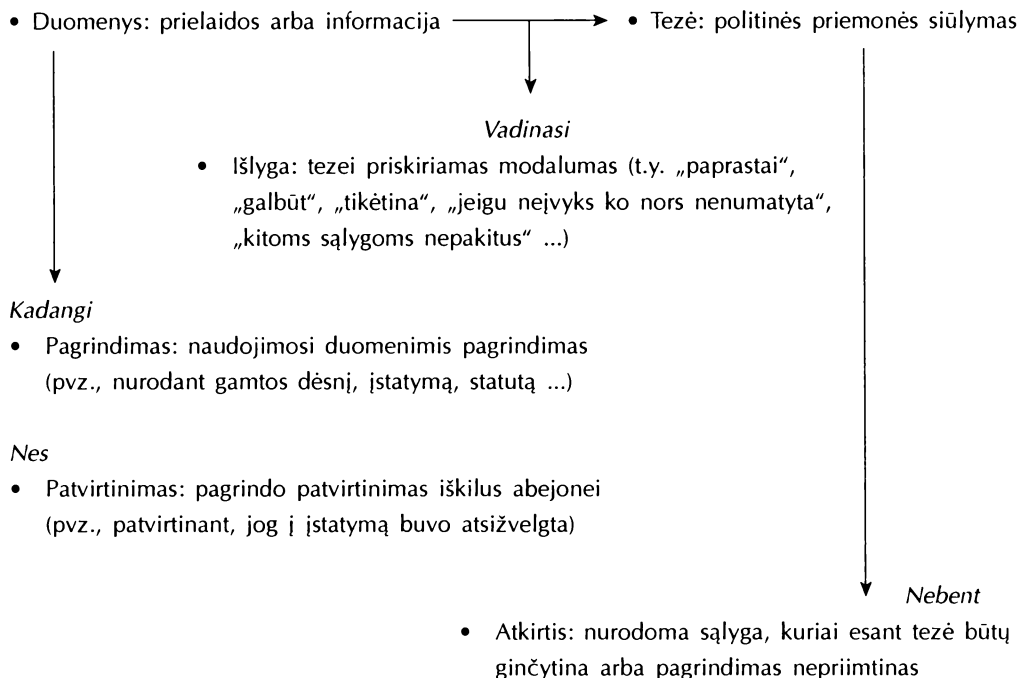 • Duomenys: prielaidos arba informacija • Tezė: politinės priemonės siūlymas
Vadinasi
• Išlyga: tezei priskiriamas modalumas (t.y. „paprastai“,
„galbūt“, „tikėtina“, „jeigu neįvyks ko nors nenumatyta“,
„kitoms sąlygoms nepakitus“ ...)
Kadangi
• Pagrindimas: naudojimosi duomenimis pagrindimas
(pvz., nurodant gamtos dėsnį, įstatymą, statutą ...)
Nes
• Patvirtinimas: pagrindo patvirtinimas iškilus abejonei
(pvz., patvirtinant, jog į įstatymą buvo atsižvelgta)
Nebent
• Atkirtis: nurodoma sąlyga, kuriai esant tezė būtų
ginčytina arba pagrindimas nepriimtinas